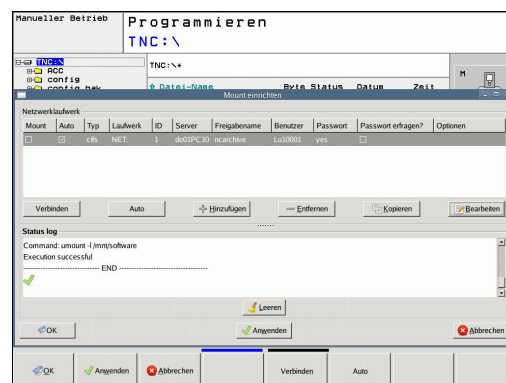 Manueller Betrieb
Programmieren
TNC:\
TNC:\
ACC
config
config_bak
TNC:\*
Datei-Name Byte Status Datum Zeit
M
Mount einrichten
Netzwerklaufwerk
Mount Auto Typ Laufwerk ID Server Freigabename Benutzer Passwort Passwort erfragen? Optionen
cifs NET: 1 de01PC30 ncarchive Lu10001 yes
Verbinden Auto Hinzufügen Entfernen Kopieren Bearbeiten
Status log
Command: umount -l /mnt/software
Execution successful
-------------------------------- END --------------------------------
Leeren
OK Anwenden Abbrechen
OK Anwenden Abbrechen Verbinden Auto